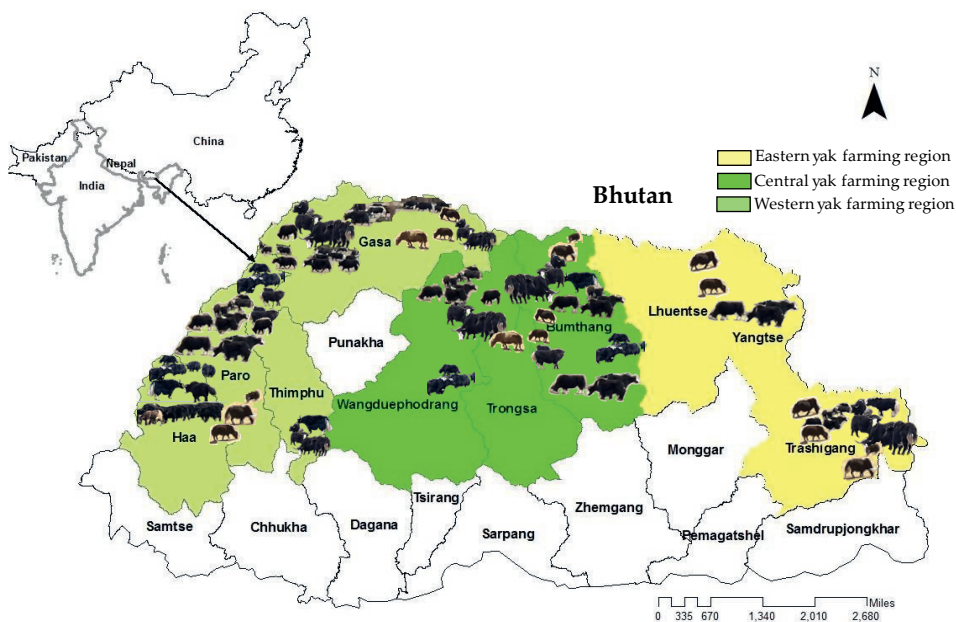 China
Pakistan
Nepal
India
N
Eastern yak farming region
Central yak farming region
Western yak farming region
Bhutan
Gasa
Punakha
Lhuentse
Yangtse
Bumthang
Paro
Thimphu
Wangduephodrang
Trongsa
Haa
Monggar
Trashigang
Samtse
Chhukha
Dagana
Tsirang
Sarpang
Zhemgang
Pemagatshel
Samdrupjongkhar
Miles
0 335 670 1,340 2,010 2,680